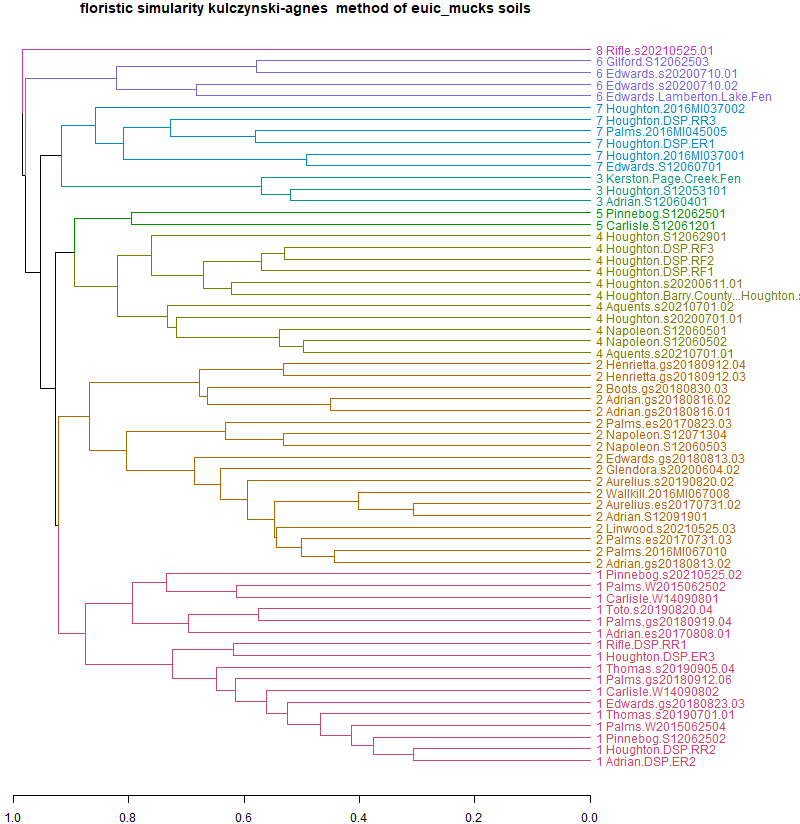 floristic simularity kulczynski-agnes method of euic_mucks soils
8 Rifle.s20210525.01
6 Gilford.S12062503
6 Edwards.s20200710.01
6 Edwards.s20200710.02
6 Edwards.Lamberton.Lake.Fen
7 Houghton.2016MI037002
7 Houghton.DSP.RR3
7 Palms.2016MI045005
7 Houghton.DSP.ER1
7 Houghton.2016MI037001
7 Edwards.S12060701
3 Kerston.Page.Creek.Fen
3 Houghton.S12053101
3 Adrian.S12060401
5 Pinnebog.S12062501
5 Carlisle.S12061201
4 Houghton.S12062901
4 Houghton.DSP.RF3
4 Houghton.DSP.RF2
4 Houghton.DSP.RF1
4 Houghton.s20200611.01
4 Houghton.Barry.County...Houghton.s
4 Aquents.s20210701.02
4 Houghton.s20200701.01
4 Napoleon.S12060501
4 Napoleon.S12060502
4 Aquents.s20210701.01
2 Henrietta.gs20180912.04
2 Henrietta.gs20180912.03
2 Boots.gs20180830.03
2 Adrian.gs20180816.02
2 Adrian.gs20180816.01
2 Palms.es20170823.03
2 Napoleon.S12071304
2 Napoleon.S12060503
2 Edwards.gs20180813.03
2 Glendora.s20200604.02
2 Aurelius.s20190820.02
2 Wallkill.2016MI067008
2 Aurelius.es20170731.02
2 Adrian.S12091901
2 Linwood.s20210525.03
2 Palms.es20170731.03
2 Palms.2016MI067010
2 Adrian.gs20180813.02
1 Pinnebog.s20210525.02
1 Palms.W2015062502
1 Carlisle.W14090801
1 Toto.s20190820.04
1 Palms.gs20180919.04
1 Adrian.es20170808.01
1 Rifle.DSP.RR1
1 Houghton.DSP.ER3
1 Thomas.s20190905.04
1 Palms.gs20180912.06
1 Carlisle.W14090802
1 Edwards.gs20180823.03
1 Thomas.s20190701.01
1 Palms.W2015062504
1 Pinnebog.S12062502
1 Houghton.DSP.RR2
1 Adrian.DSP.ER2
1.0 0.8 0.6 0.4 0.2 0.0